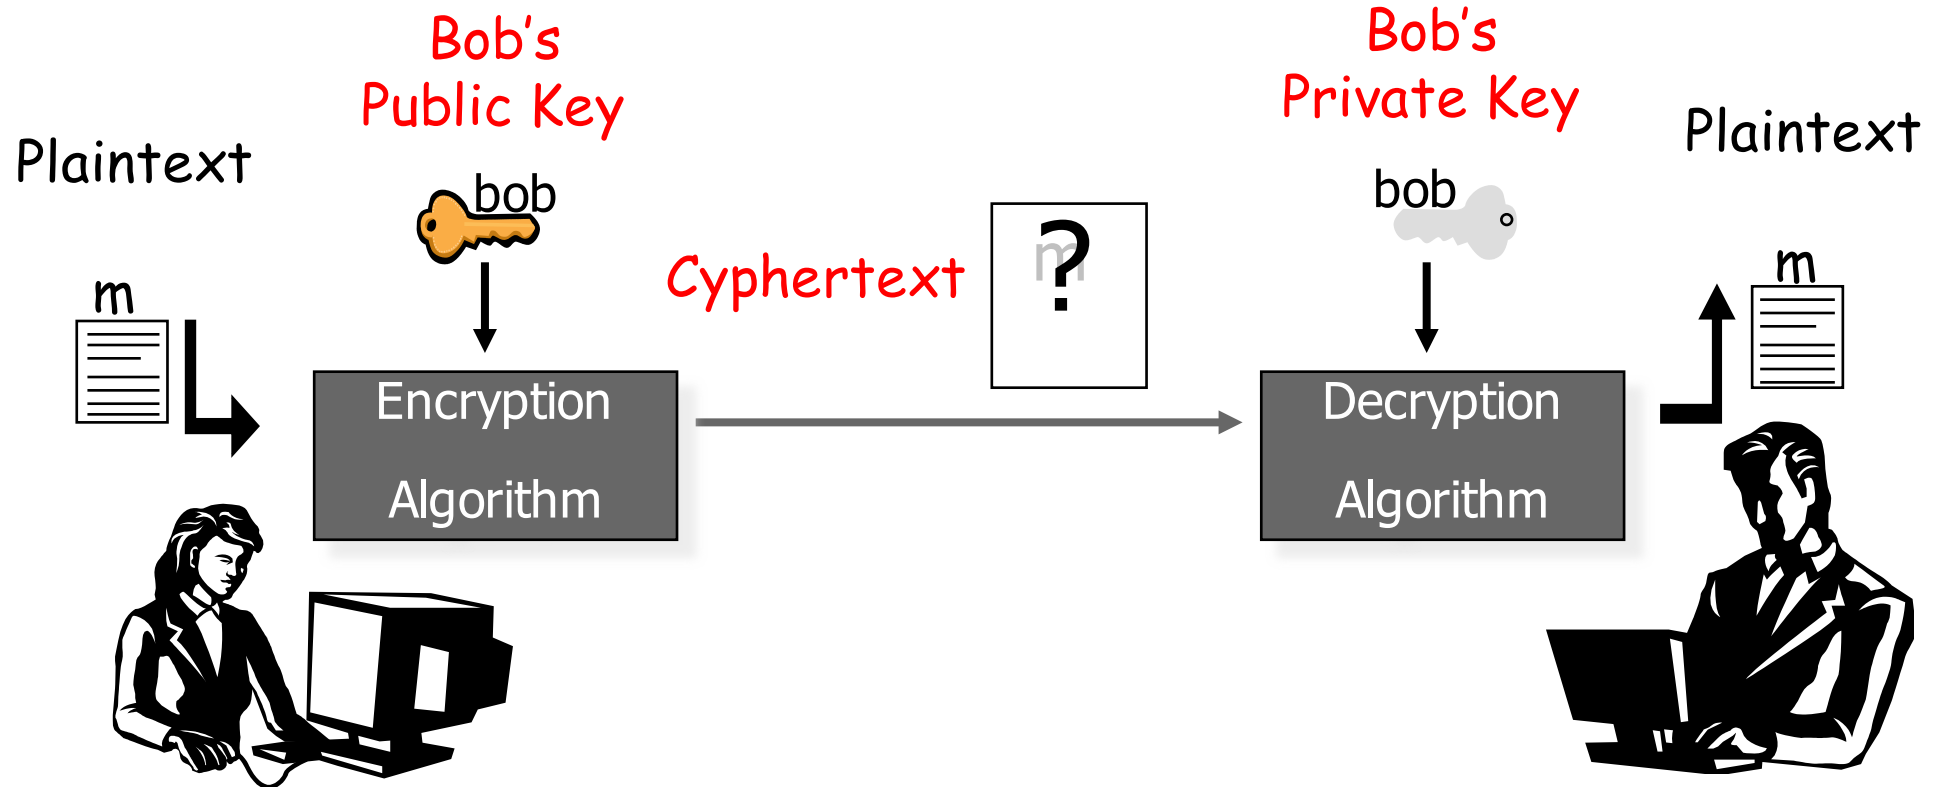 Bob's
Public Key
Bob's
Private Key
Plaintext
Plaintext
bob
bob
Cyphertext
m
?
m
m
Encryption
Algorithm
Decryption
Algorithm